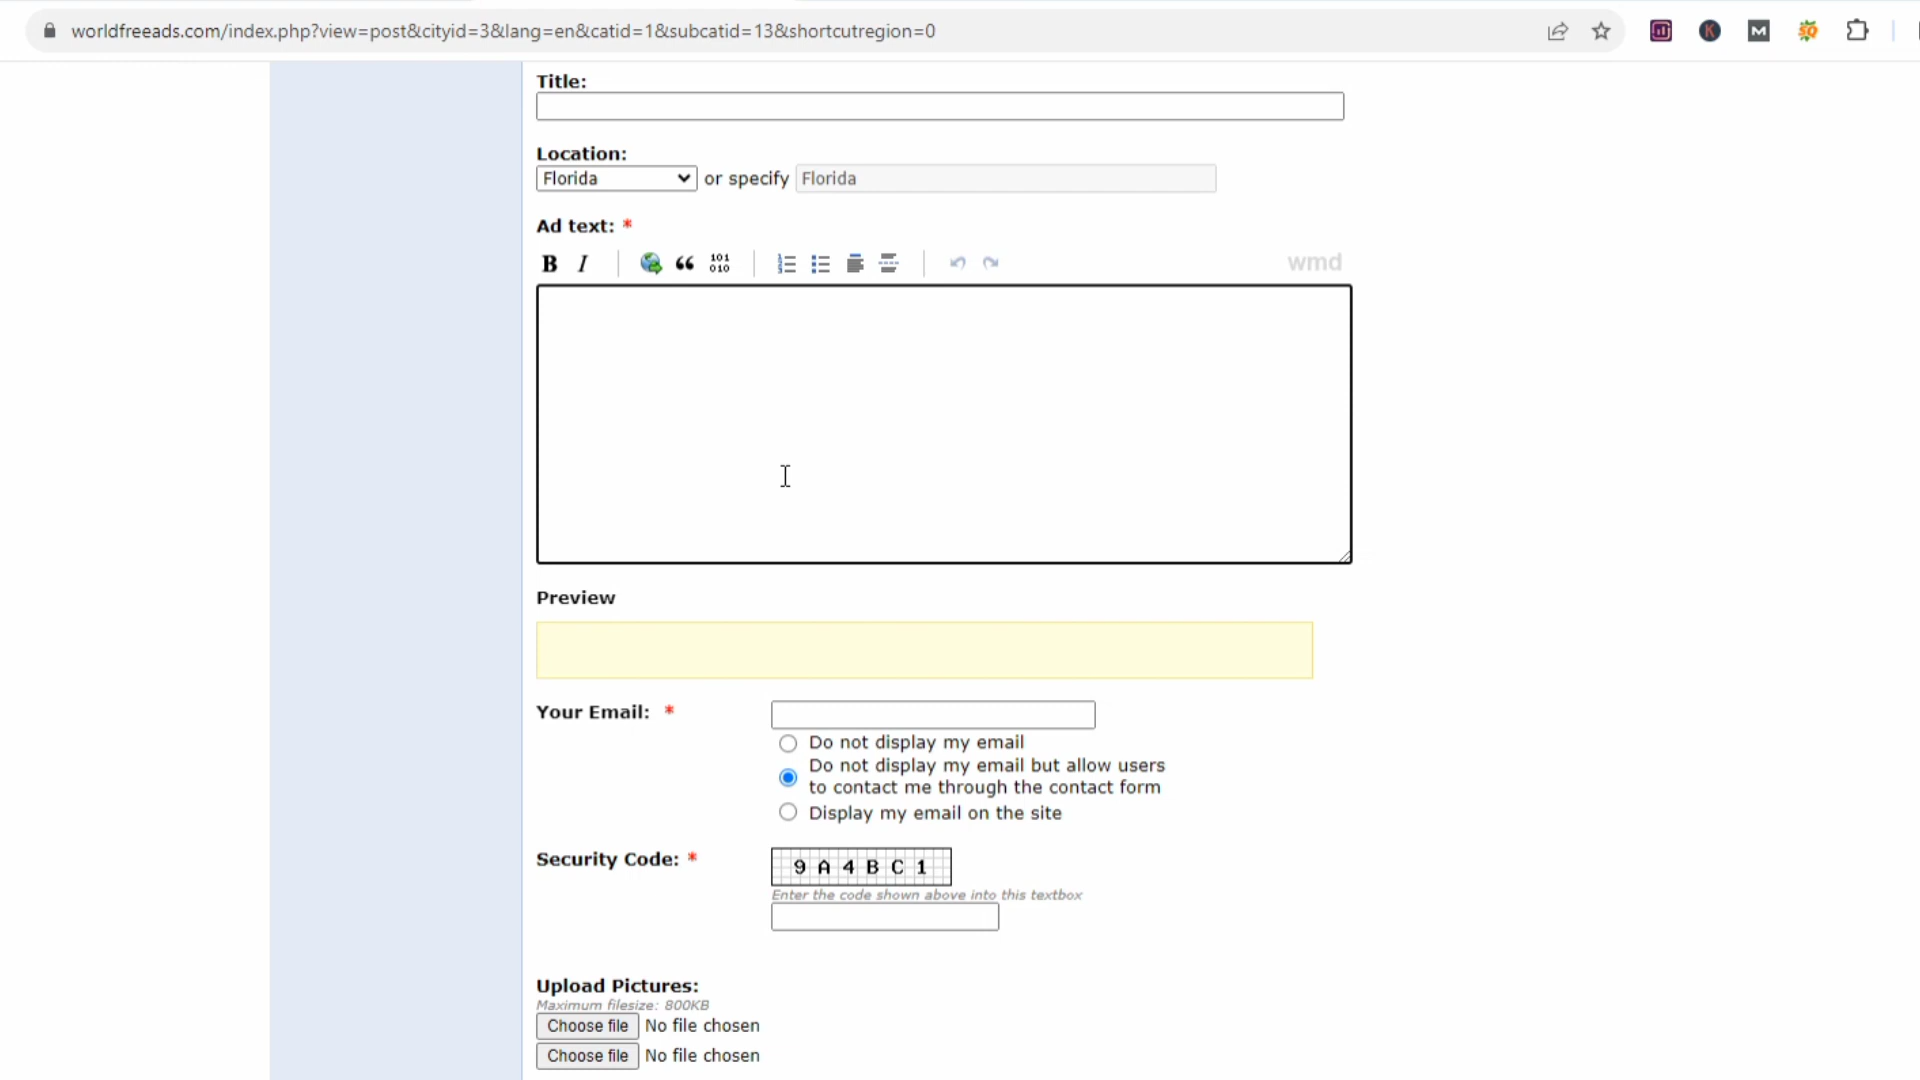 worldfreeads.com/index.php?view=post&cityid=3&lang=en&catid=1&subcatid=13&shortcutregion=0
Title:
Location:
Florida or specify Florida
Ad text: *
B I 101 010 wmd
Preview
Your Email: *
Do not display my email
Do not display my email but allow users
to contact me through the contact form
Display my email on the site
Security Code: * 9 A 4 B C 1
Enter the code shown above into this textbox
Upload Pictures:
Maximum filesize: 800KB
Choose file No file chosen
Choose file No file chosen